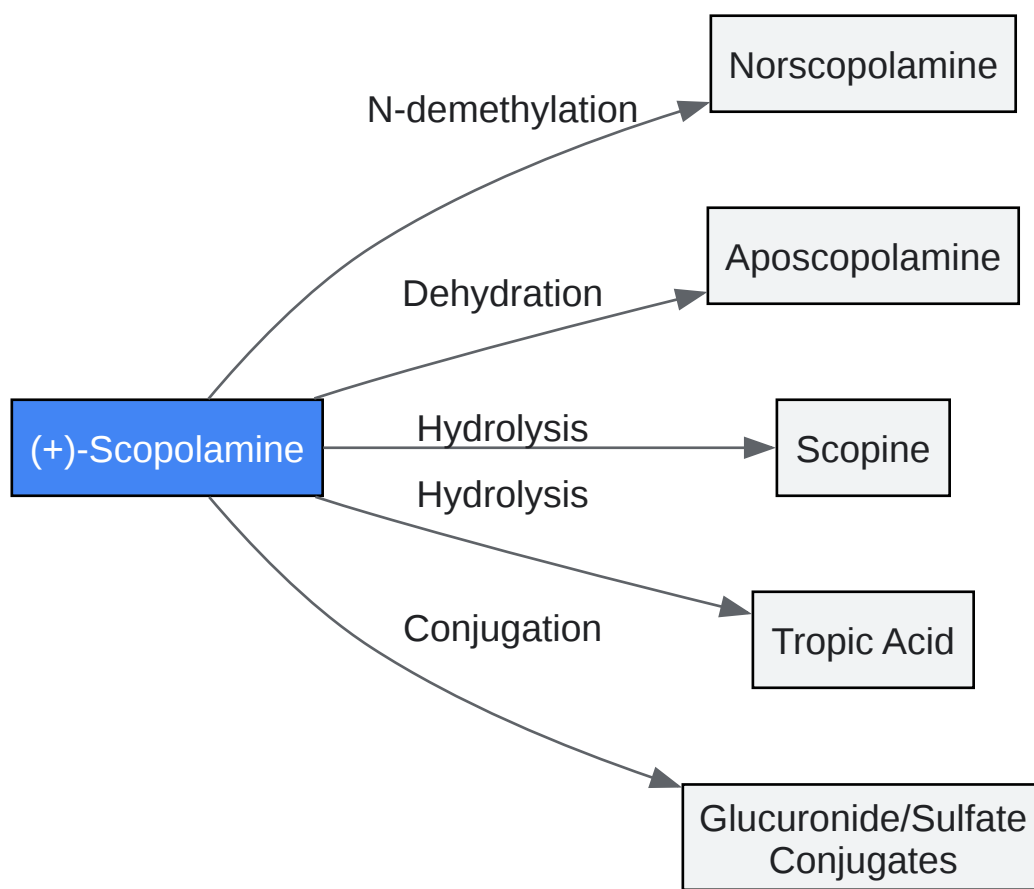 Norscopolamine
N-demethylation
Aposcopolamine
Dehydration
(+)-Scopolamine
Hydrolysis
Scopine
Hydrolysis
Tropic Acid
Conjugation
Glucuronide/Sulfate
Conjugates